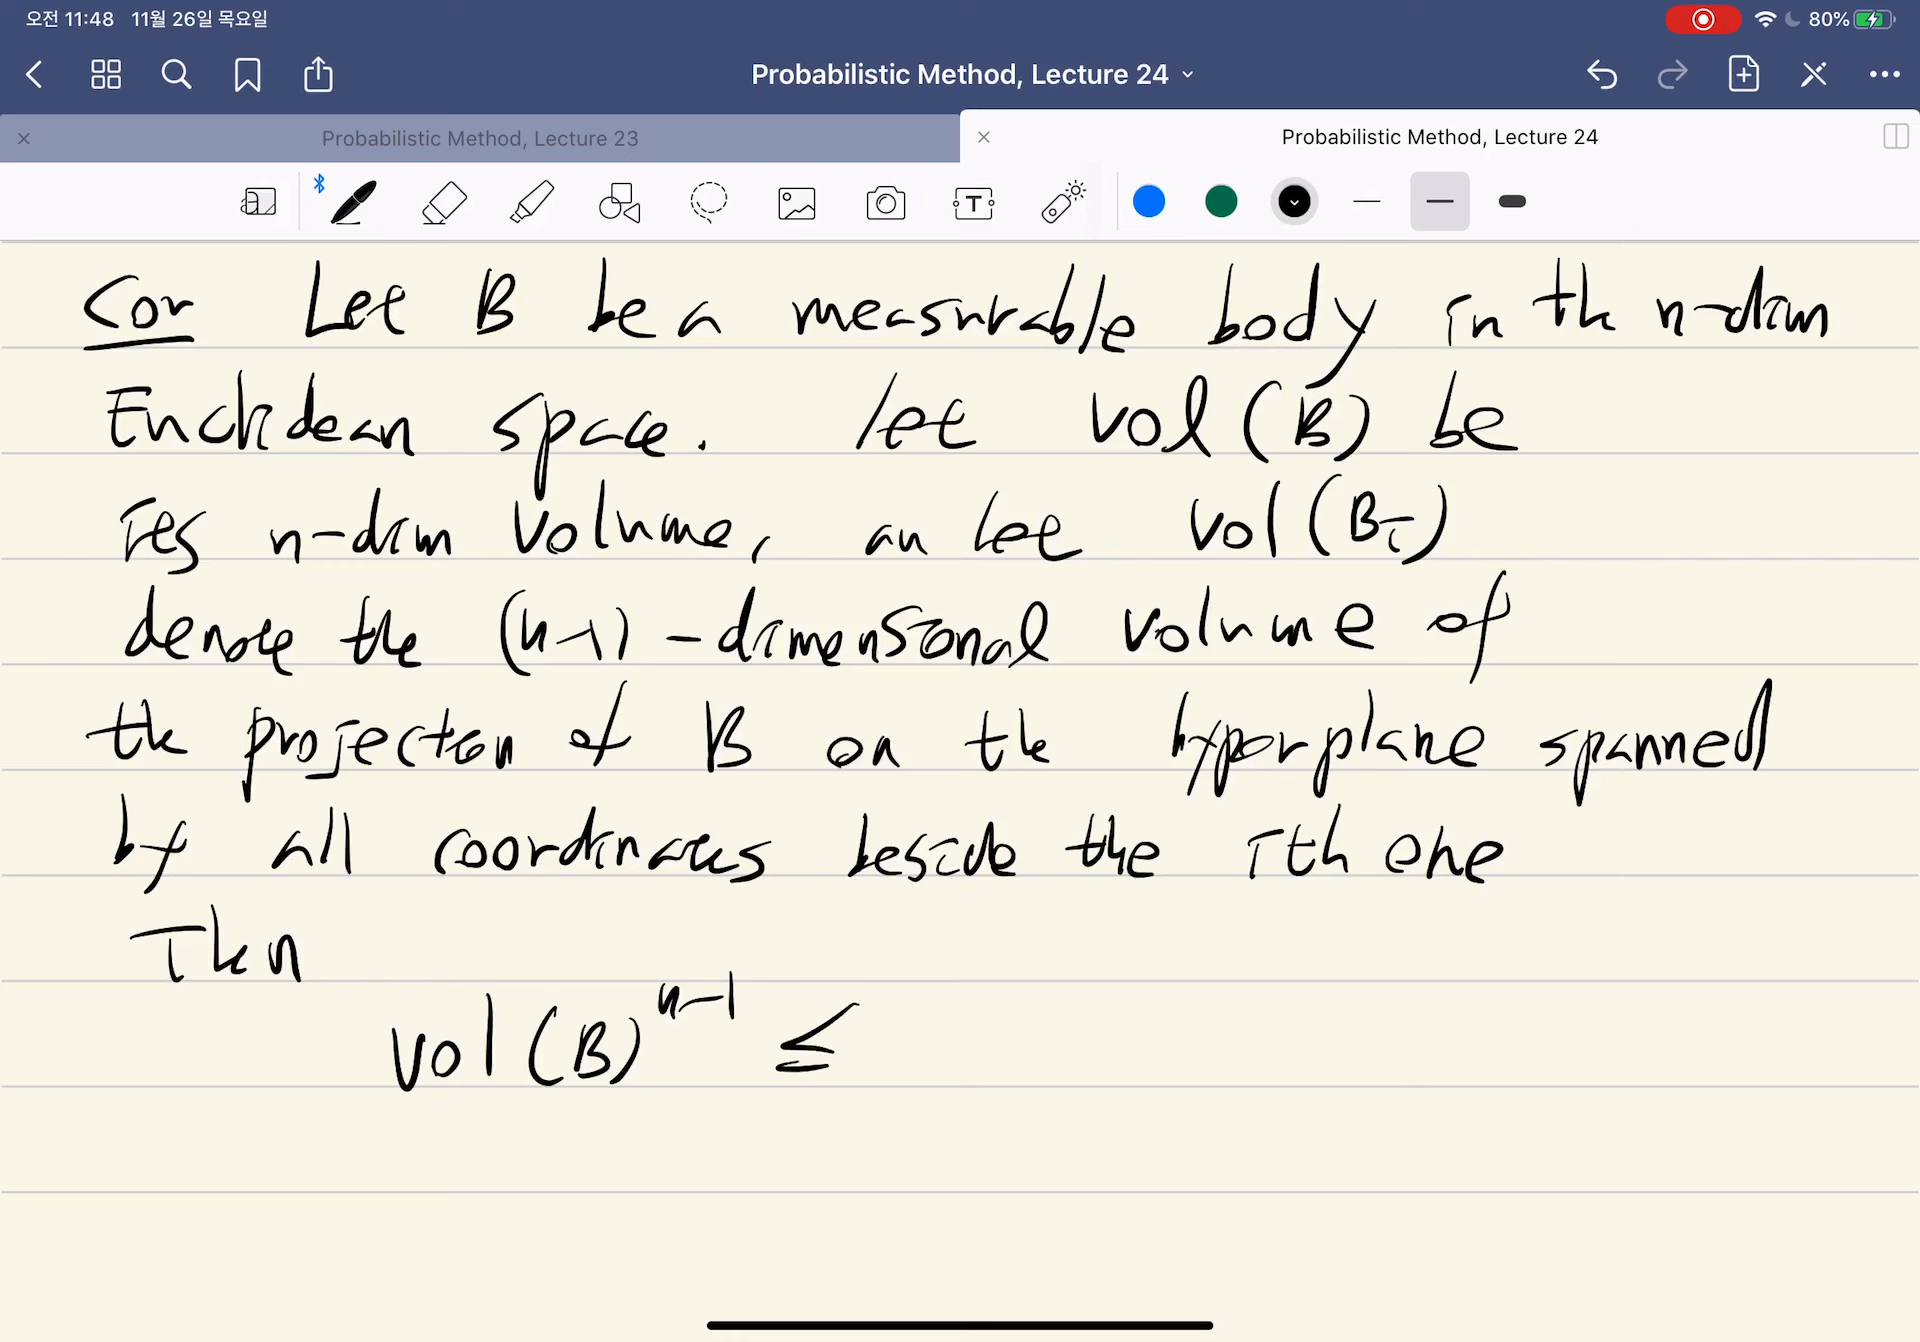 오전 11:48 11월 26일 목요일 80%
Probabilistic Method, Lecture 24
Probabilistic Method, Lecture 23 Probabilistic Method, Lecture 24
Cor Let B be a measurable body in the n-dim
Euclidean space. let vol(B) be
its n-dim volume, an let vol(Bi)
denote the (n-1)-dimensional volume of
the projection of B on the hyperplane spanned
by all coordinates beside the ith one
Then
vol(B)^{n-1} ≤